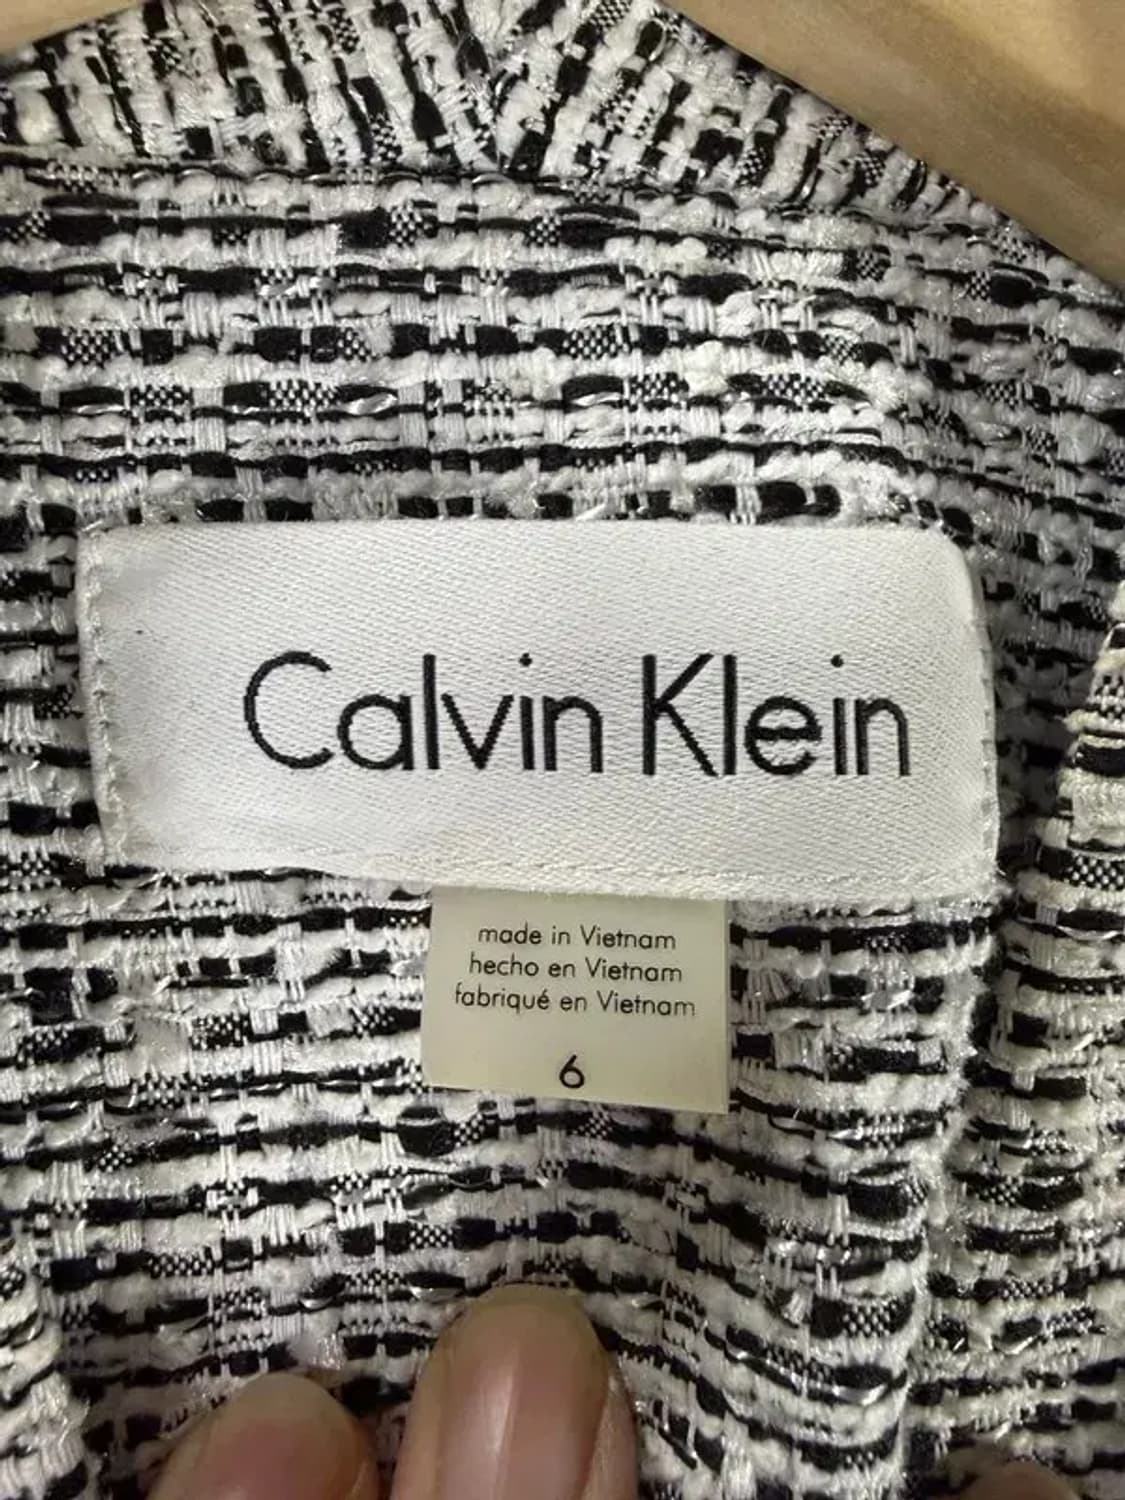 Calvin Klein
made in Vietnam
hecho en Vietnam
fabriqué en Vietnam
6